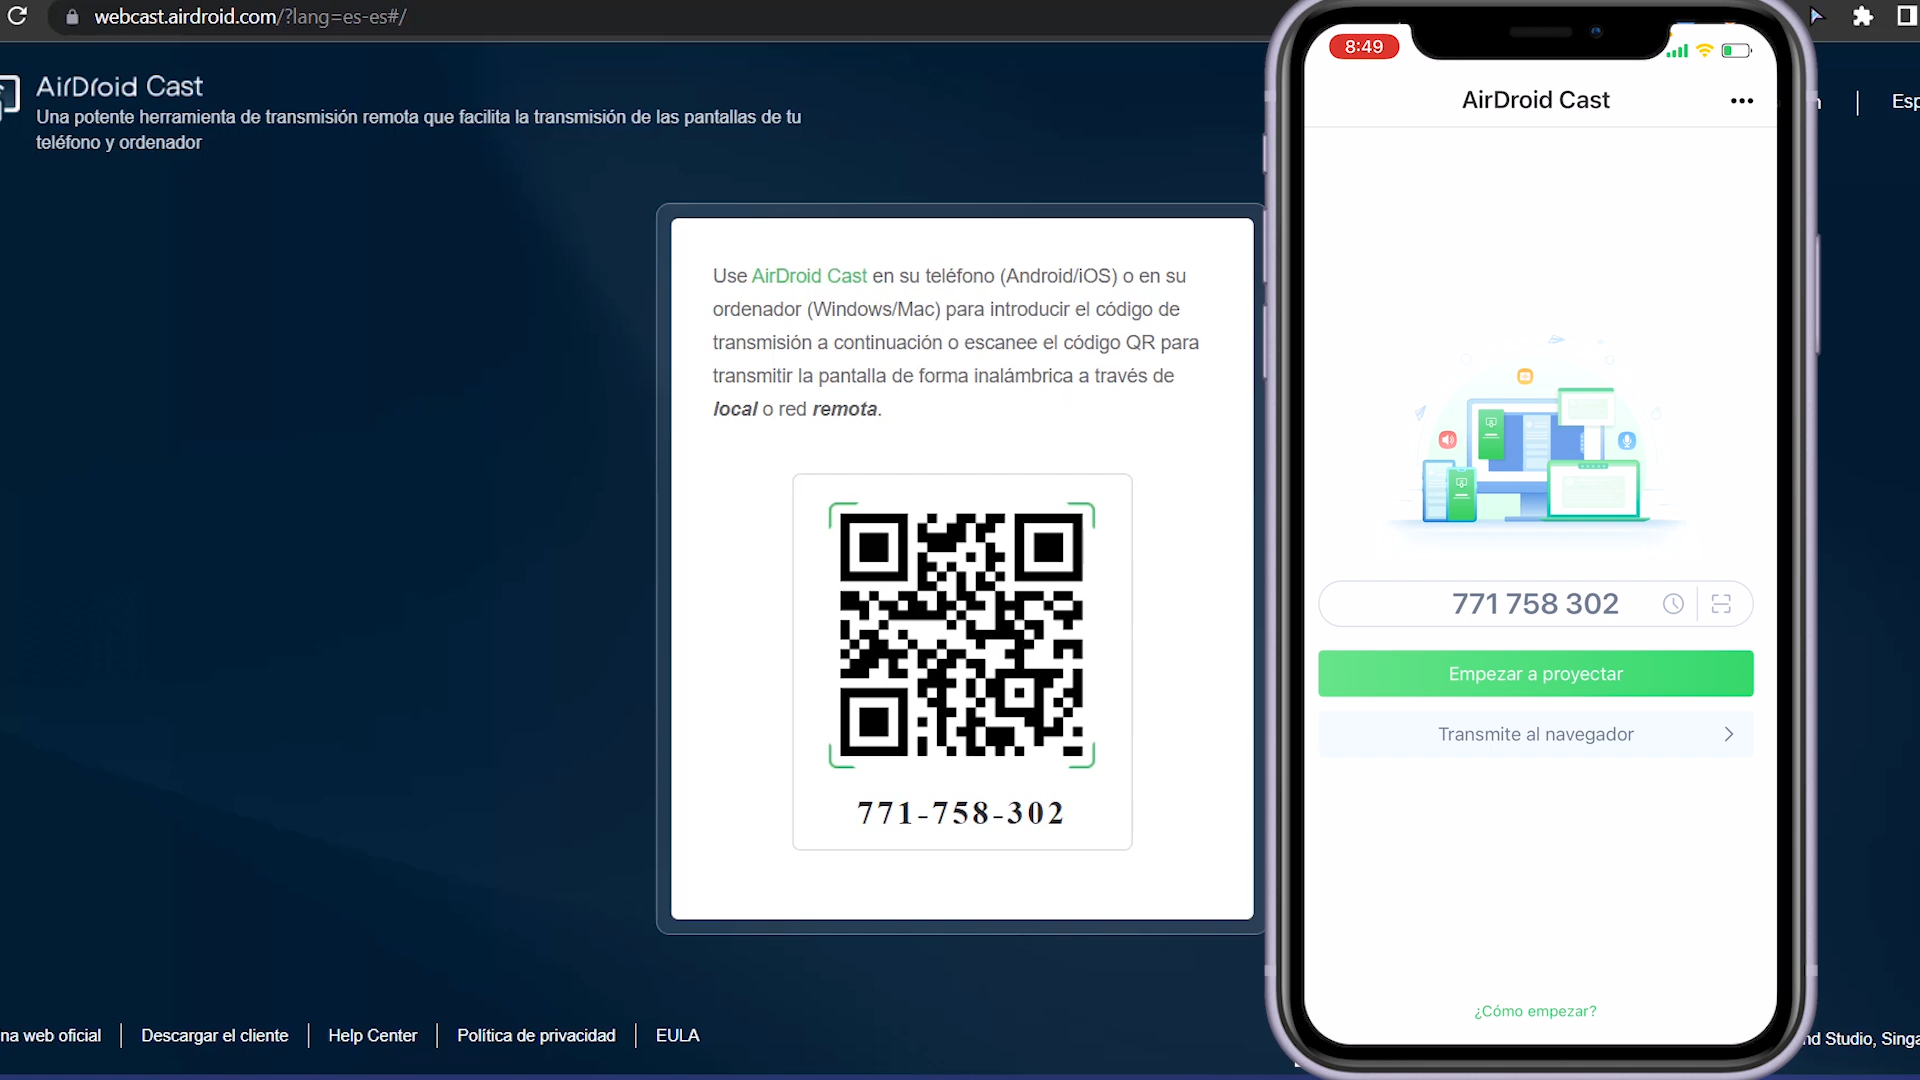 webcast.airdroid.com/?lang=es-es#/
AirDroid Cast
Una potente herramienta de transmisión remota que facilita la transmisión de las pantallas de tu
teléfono y ordenador
Use AirDroid Cast en su teléfono (Android/iOS) o en su
ordenador (Windows/Mac) para introducir el código de
transmisión a continuación o escanee el código QR para
transmitir la pantalla de forma inalámbrica a través de
local o red remota.
771-758-302
8:49
AirDroid Cast
771 758 302
Empezar a proyectar
Transmite al navegador
¿Cómo empezar?
Esp
na web oficial
Descargar el cliente
Help Center
Política de privacidad
EULA
nd Studio, Singa